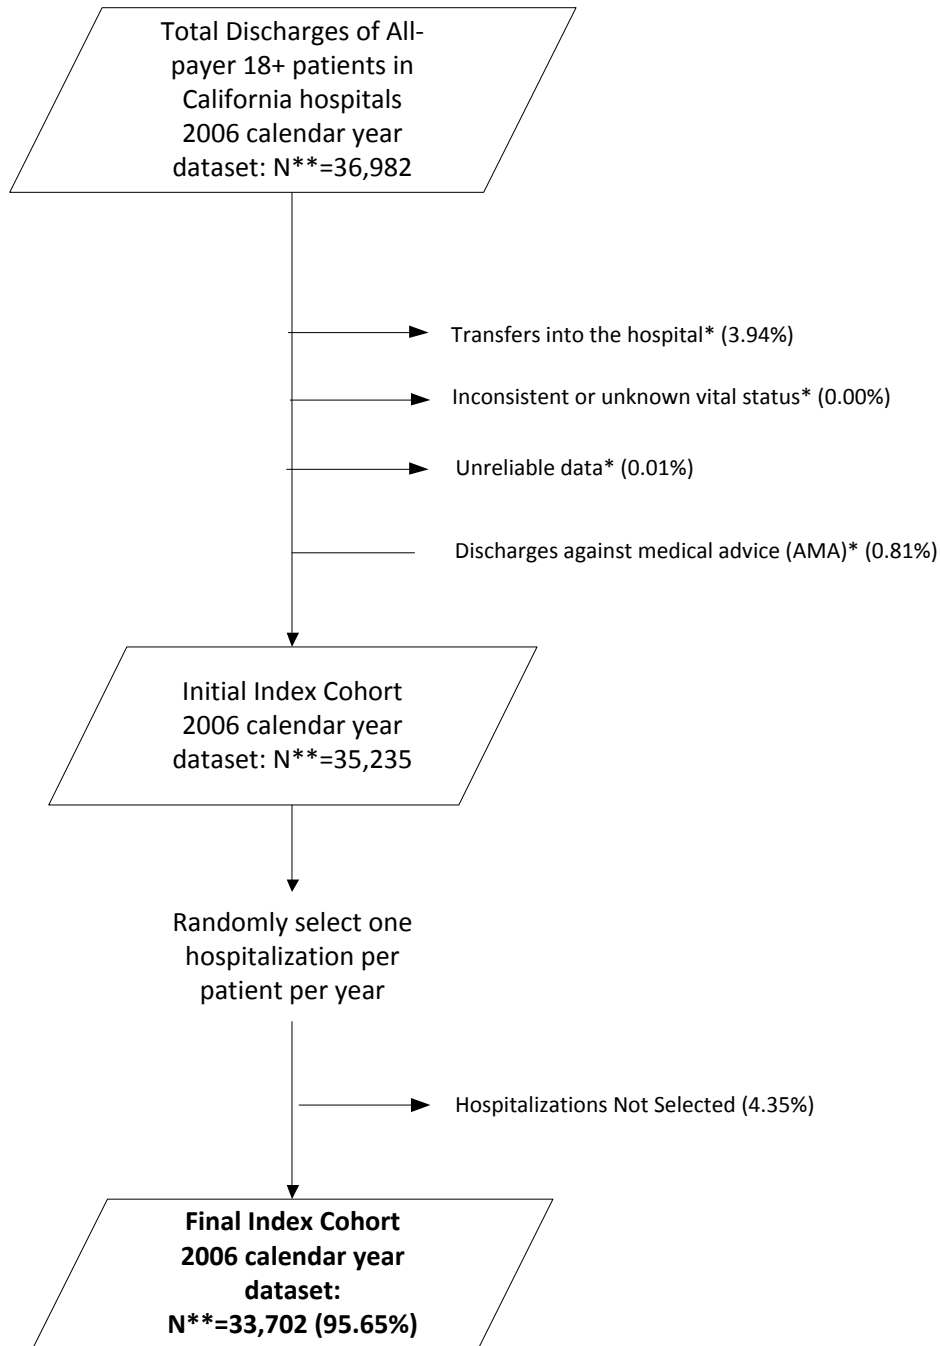 Total Discharges of All-
payer 18+ patients in
California hospitals
2006 calendar year
dataset: N**=36,982
Transfers into the hospital* (3.94%)
Inconsistent or unknown vital status* (0.00%)
Unreliable data* (0.01%)
Discharges against medical advice (AMA)* (0.81%)
Initial Index Cohort
2006 calendar year
dataset: N**=35,235
Randomly select one
hospitalization per
patient per year
Hospitalizations Not Selected (4.35%)
Final Index Cohort
2006 calendar year
dataset:
N**=33,702 (95.65%)